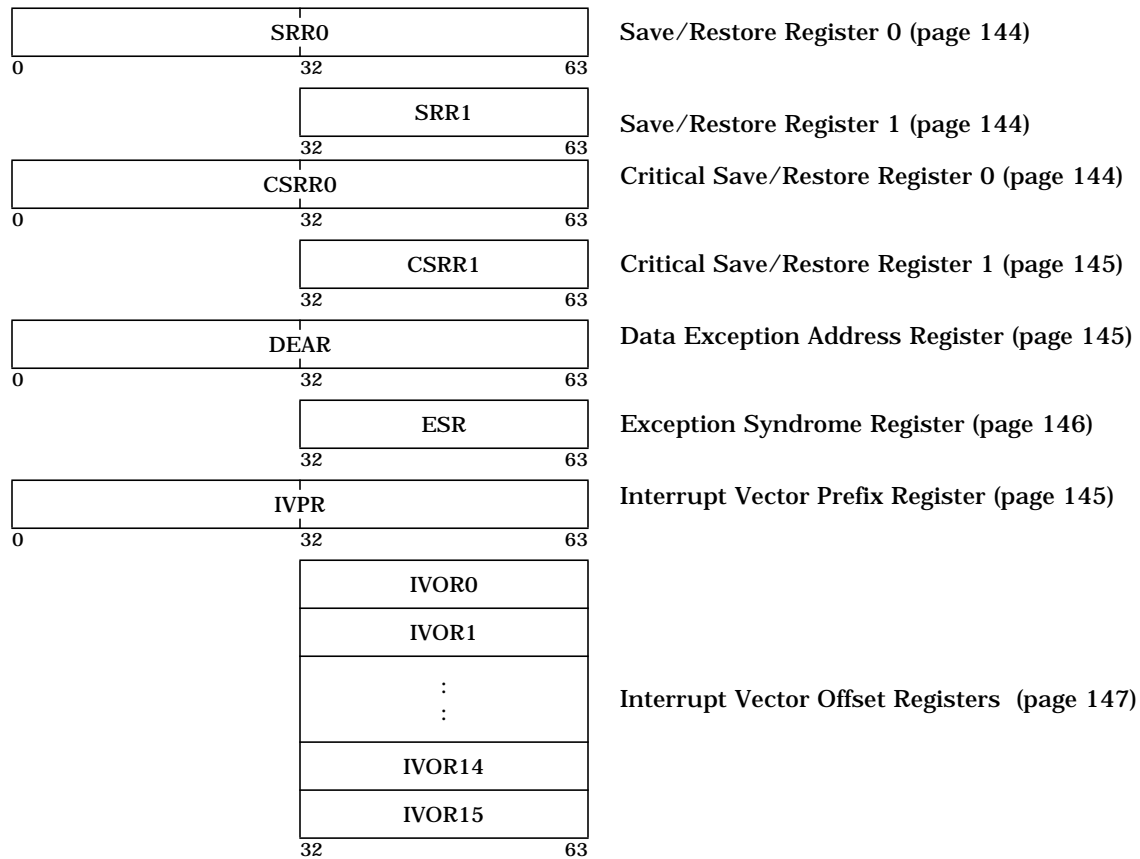 SRR0 Save/Restore Register 0 (page 144)
0 32 63
SRR1 Save/Restore Register 1 (page 144)
32 63
CSRR0 Critical Save/Restore Register 0 (page 144)
0 32 63
CSRR1 Critical Save/Restore Register 1 (page 145)
32 63
DEAR Data Exception Address Register (page 145)
0 32 63
ESR Exception Syndrome Register (page 146)
32 63
IVPR Interrupt Vector Prefix Register (page 145)
0 32 63
IVOR0
IVOR1
:
: Interrupt Vector Offset Registers (page 147)
IVOR14
IVOR15
32 63